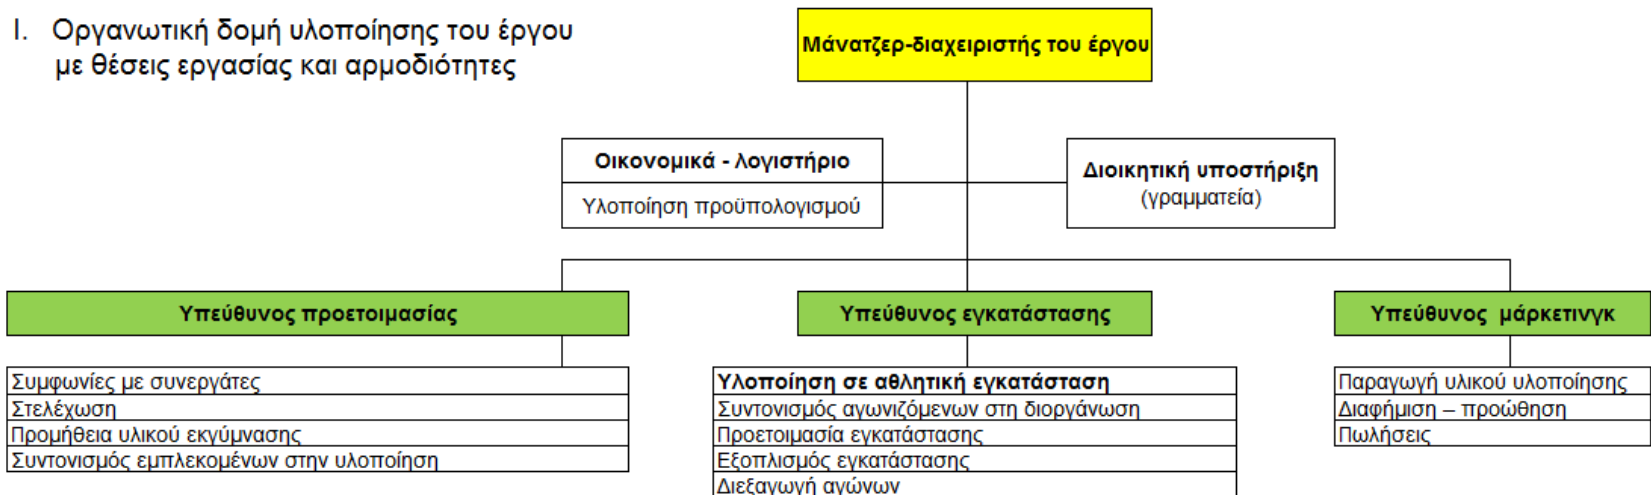 I. Οργανωτική δομή υλοποίησης του έργου
με θέσεις εργασίας και αρμοδιότητες
Μάνατζερ-διαχειριστής του έργου
Οικονομικά - λογιστήριο
Υλοποίηση προϋπολογισμού
Διοικητική υποστήριξη
(γραμματεία)
Υπεύθυνος προετοιμασίας
Συμφωνίες με συνεργάτες
Στελέχωση
Προμήθεια υλικού εκγύμνασης
Συντονισμός εμπλεκομένων στην υλοποίηση
Υπεύθυνος εγκατάστασης
Υλοποίηση σε αθλητική εγκατάσταση
Συντονισμός αγωνιζόμενων στη διοργάνωση
Προετοιμασία εγκατάστασης
Εξοπλισμός εγκατάστασης
Διεξαγωγή αγώνων
Υπεύθυνος μάρκετινγκ
Παραγωγή υλικού υλοποίησης
Διαφήμιση – προώθηση
Πωλήσεις